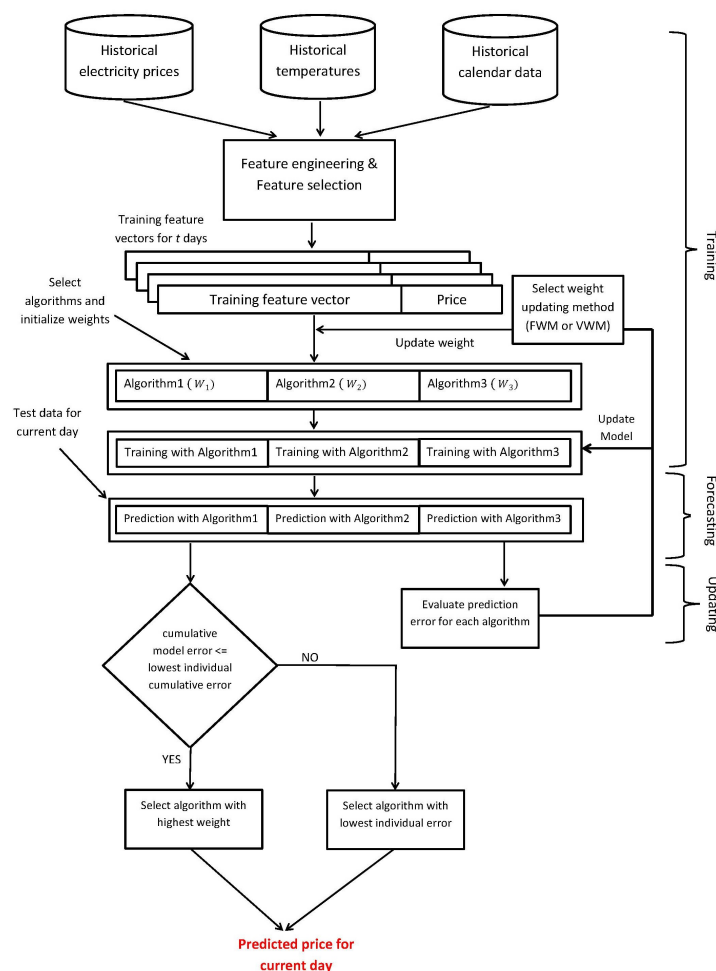 Historical
electricity prices
Historical
temperatures
Historical
calendar data
Feature engineering &
Feature selection
Training feature
vectors for t days
Select
algorithms and
initialize weights
Training feature vector
Price
Select weight
updating method
(FWM or VWM)
Update weight
Training
Algorithm1 (W1)
Algorithm2 (W2)
Algorithm3 (W3)
Test data for
current day
Update
Model
Training with Algorithm1
Training with Algorithm2
Training with Algorithm3
Prediction with Algorithm1
Prediction with Algorithm2
Prediction with Algorithm3
Forecasting
Evaluate prediction
error for each algorithm
Updating
cumulative
model error <=
lowest individual
cumulative error
NO
YES
Select algorithm with
highest weight
Select algorithm with
lowest individual error
Predicted price for
current day